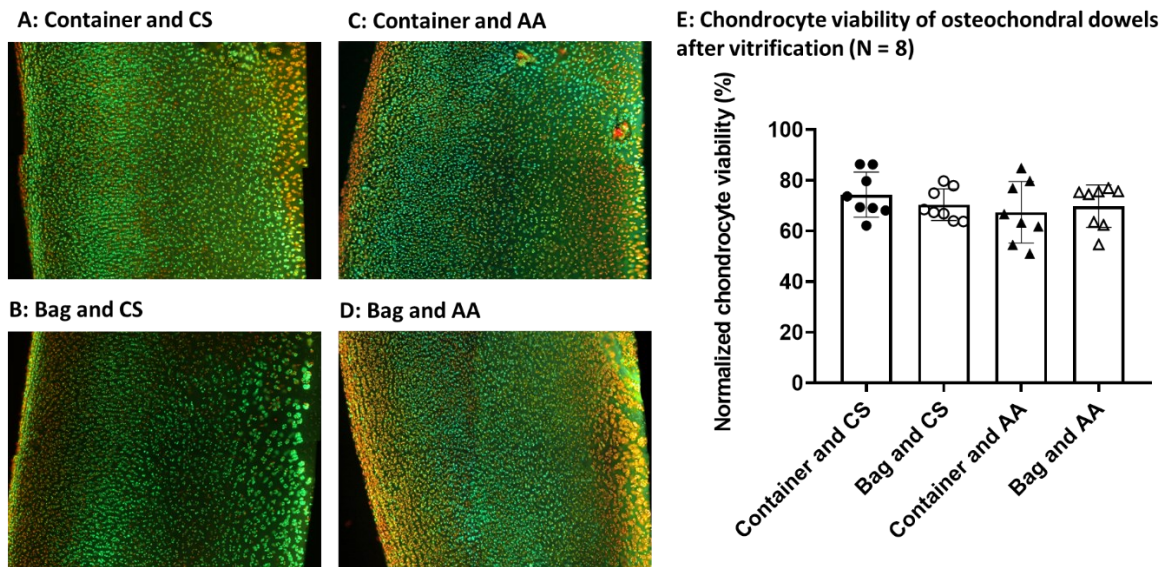 A: Container and CS
C: Container and AA
B: Bag and CS
D: Bag and AA
E: Chondrocyte viability of osteochondral dowels
after vitrification (N = 8)
Normalized chondrocyte viability (%)
100
80
60
40
20
0
Container and CS
Bag and CS
Container and AA
Bag and AA